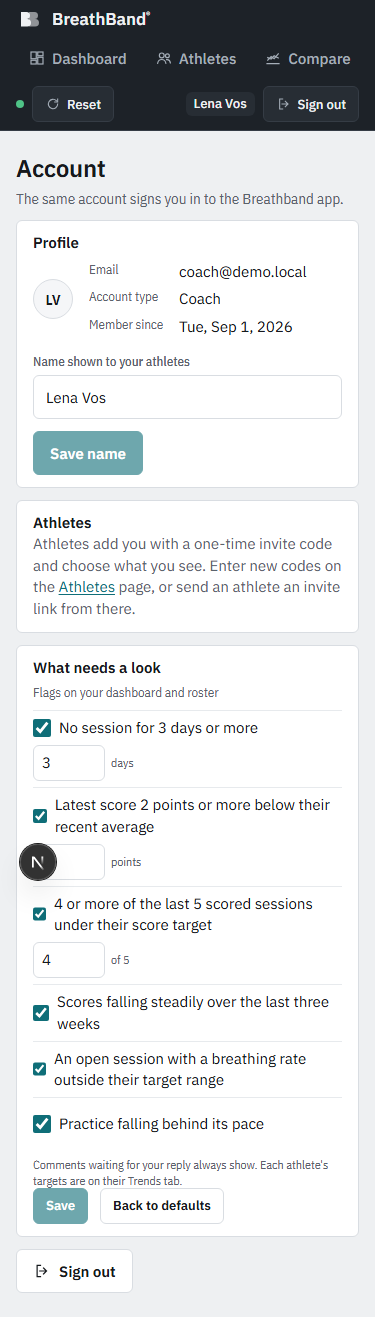 BreathBand®
Dashboard
Athletes
Compare
Reset
Lena Vos
Sign out
Account
The same account signs you in to the Breathband app.
Profile
LV
Email
coach@demo.local
Account type
Coach
Member since
Tue, Sep 1, 2026
Name shown to your athletes
Lena Vos
Save name
Athletes
Athletes add you with a one-time invite code
and choose what you see. Enter new codes on
the Athletes page, or send an athlete an invite
link from there.
What needs a look
Flags on your dashboard and roster
No session for 3 days or more
3
days
Latest score 2 points or more below their
recent average
N
points
4 or more of the last 5 scored sessions
under their score target
4
of 5
Scores falling steadily over the last three
weeks
An open session with a breathing rate
outside their target range
Practice falling behind its pace
Comments waiting for your reply always show. Each athlete's
targets are on their Trends tab.
Save
Back to defaults
Sign out